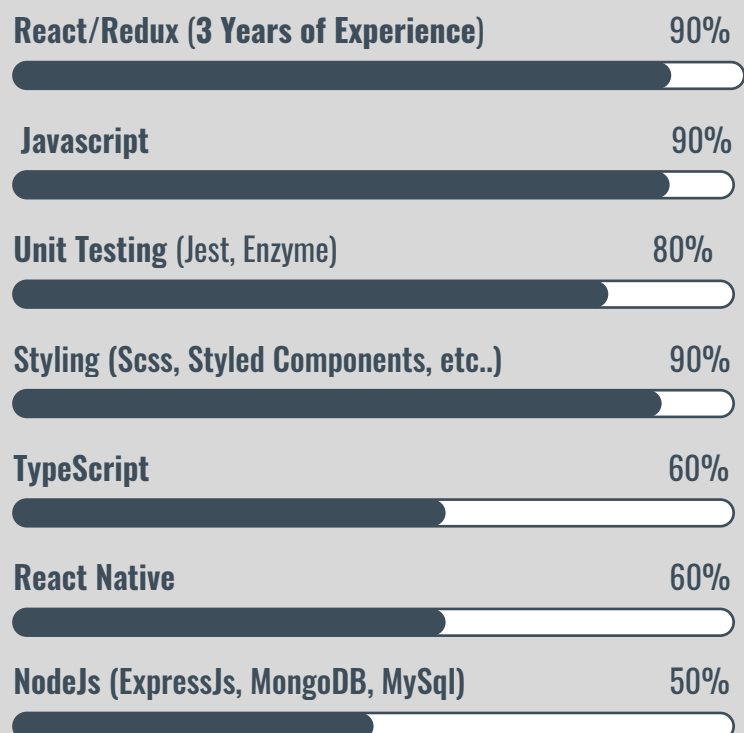 React/Redux (3 Years of Experience) 90%
Javascript 90%
Unit Testing (Jest, Enzyme) 80%
Styling (Scss, Styled Components, etc..) 90%
TypeScript 60%
React Native 60%
NodeJs (ExpressJs, MongoDB, MySql) 50%